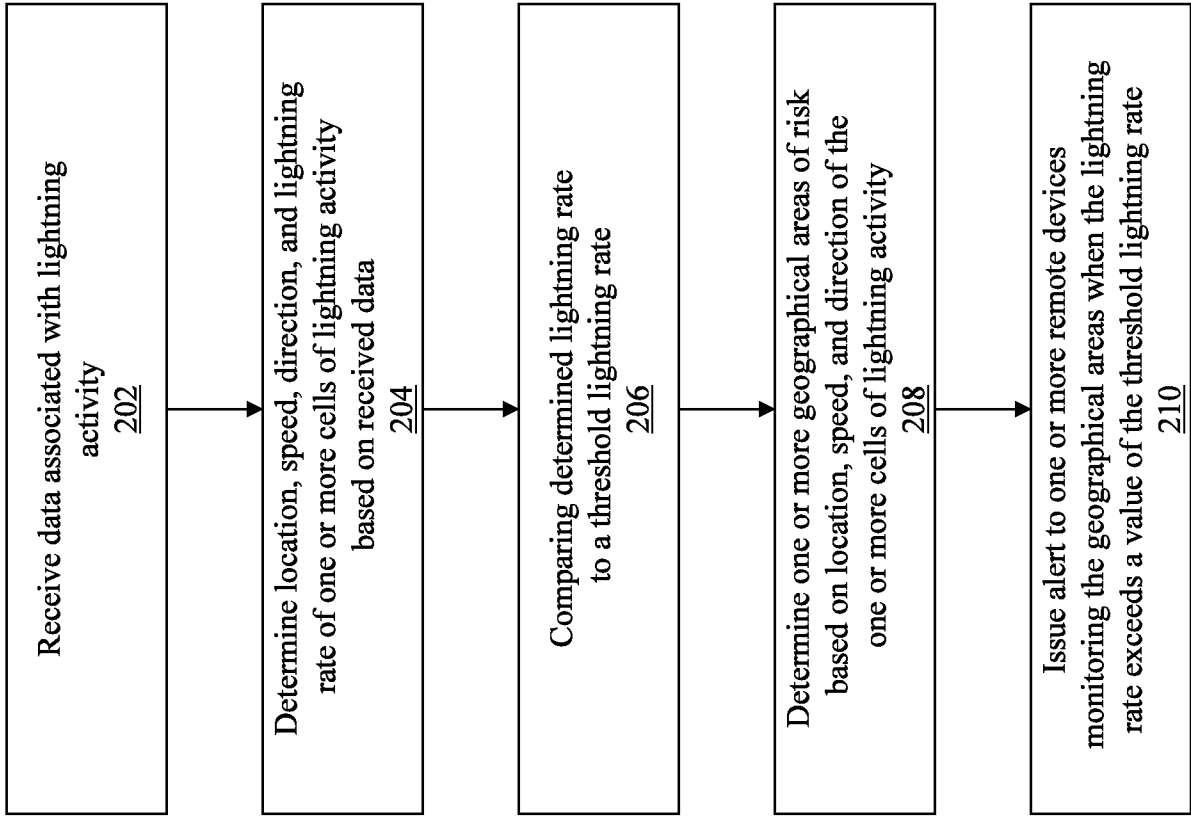 Receive data associated with lightning
activity
202
Determine location, speed, direction, and lightning
rate of one or more cells of lightning activity
based on received data
204
Comparing determined lightning rate
to a threshold lightning rate
206
Determine one or more geographical areas of risk
based on location, speed, and direction of the
one or more cells of lightning activity
208
Issue alert to one or more remote devices
monitoring the geographical areas when the lightning
rate exceeds a value of the threshold lightning rate
210